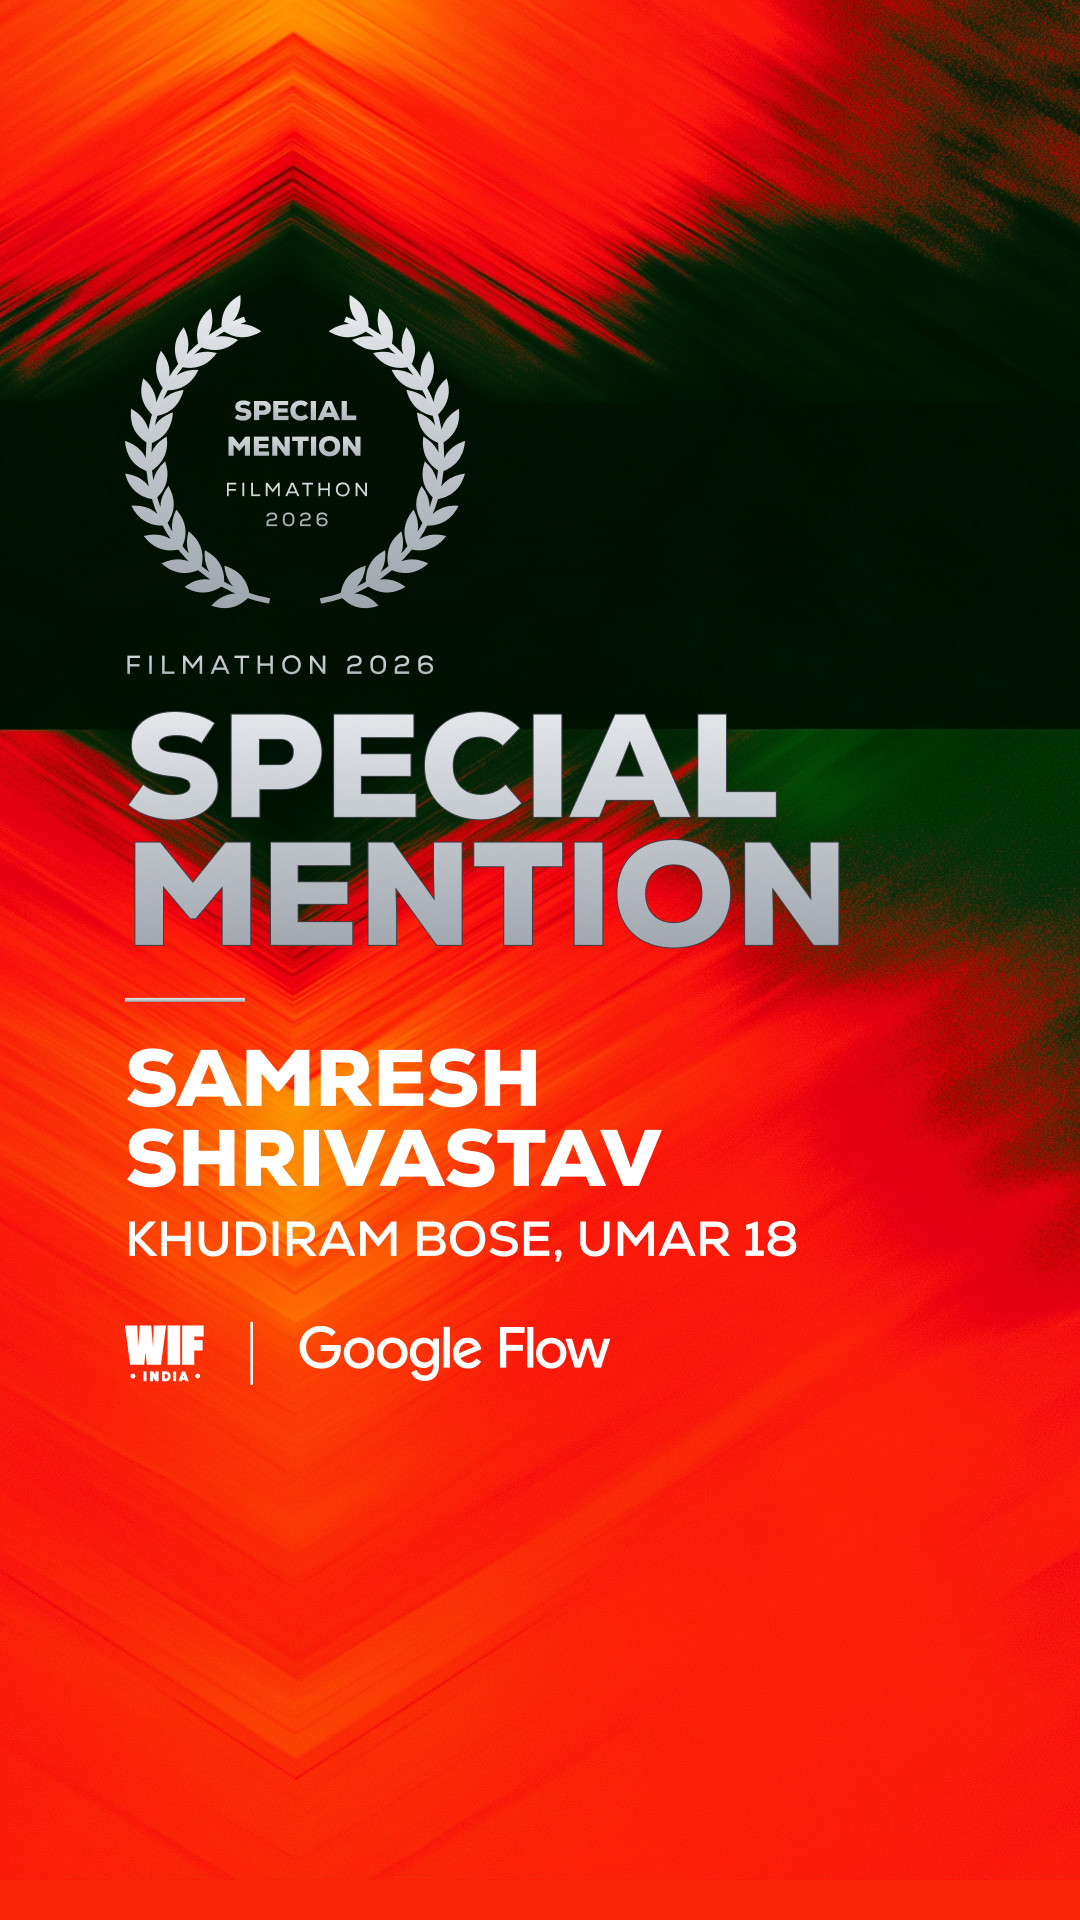 SPECIAL
MENTION
FILMATHON
2026
FILMATHON 2026
SPECIAL
MENTION
SAMRESH
SHRIVASTAV
KHUDIRAM BOSE, UMAR 18
WIF
• INDIA •
Google Flow